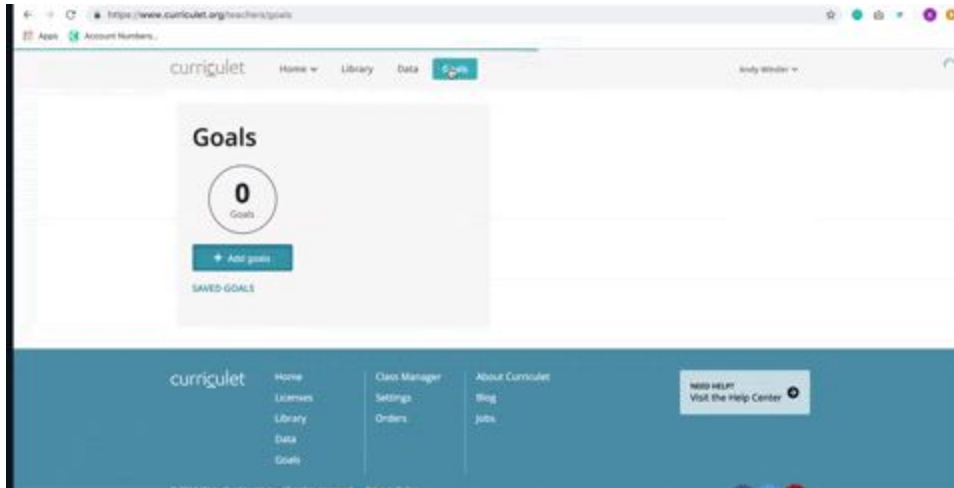 https://www.curriculet.org/teachers/goals
Apps Account Numbers...
curriculet Home Library Data Goals Andy Winder
Goals
0
Goals
+ Add goals
SAVED GOALS
curriculet
Home
Licenses
Library
Data
Goals
Class Manager
Settings
Orders
About Curriculet
Blog
Jobs
NEED HELP?
Visit the Help Center